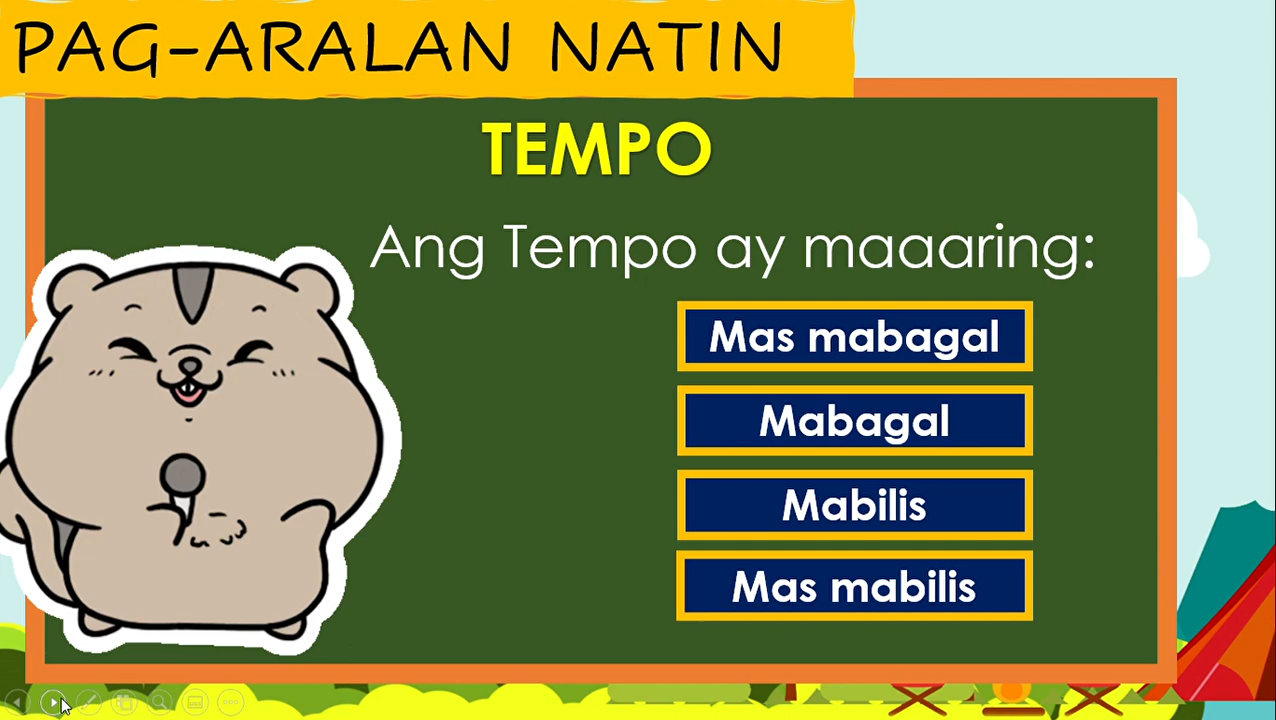 PAG-ARALAN NATIN
TEMPO
Ang Tempo ay maaaring:
Mas mabagal
Mabagal
Mabilis
Mas mabilis